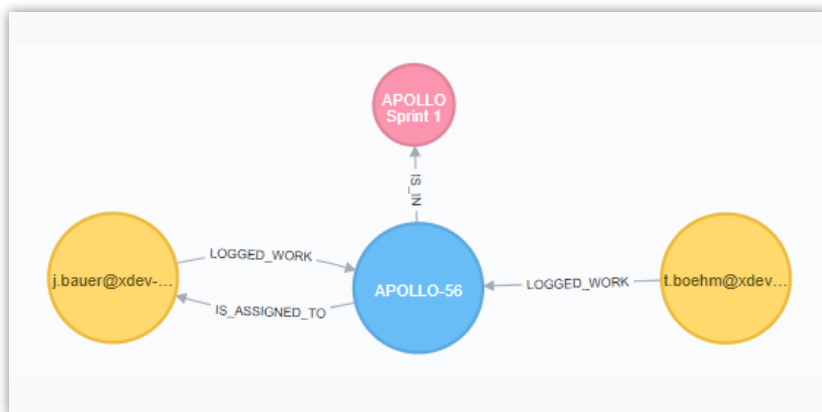 APOLLO
Sprint 1
IS_IN
LOGGED_WORK
j.bauer@xdev-...
APOLLO-56
LOGGED_WORK
t.boehm@xdev...
IS_ASSIGNED_TO